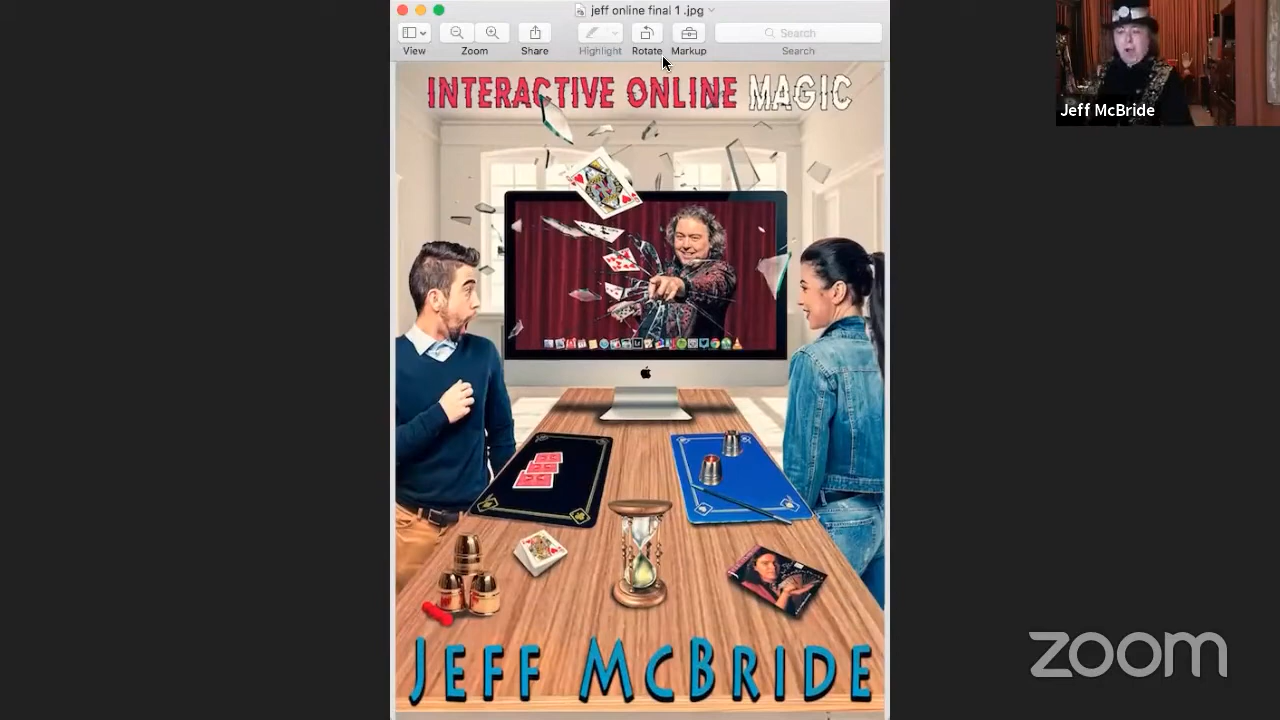 jeff online final 1 .jpg
View
Zoom
Share
Highlight
Rotate
Markup
Search
Search
INTERACTIVE ONLINE MAGIC
JEFF MCBRIDE
Jeff McBride
zoom